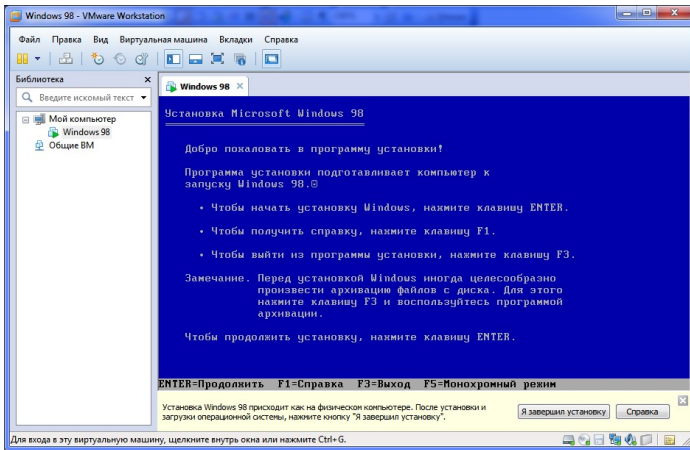 Windows 98 - VMware Workstation
Файл Правка Вид Виртуальная машина Вкладки Справка
Библиотека x
Введите искомый текст
Мой компьютер
Windows 98
Общие ВМ
Windows 98 ×
Установка Microsoft Windows 98
Добро пожаловать в программу установки!
Программа установки подготавливает компьютер к
запуску Windows 98.
• Чтобы начать установку Windows, нажмите клавишу ENTER.
• Чтобы получить справку, нажмите клавишу F1.
• Чтобы выйти из программы установки, нажмите клавишу F3.
Замечание. Перед установкой Windows иногда целесообразно
произвести архивацию файлов с диска. Для этого
нажмите клавишу F3 и воспользуйтесь программой
архивации.
Чтобы продолжить установку, нажмите клавишу ENTER.
ENTER=Продолжить F1=Справка F3=Выход F5=Монохромный режим
Установка Windows 98 присходит как на физическом компьютере. После установки и
загрузки операционной системы, нажмите кнопку "Я завершил установку".
Я завершил установку Справка
Для входа в эту виртуальную машину, щелкните внутрь окна или нажмите Ctrl+G.